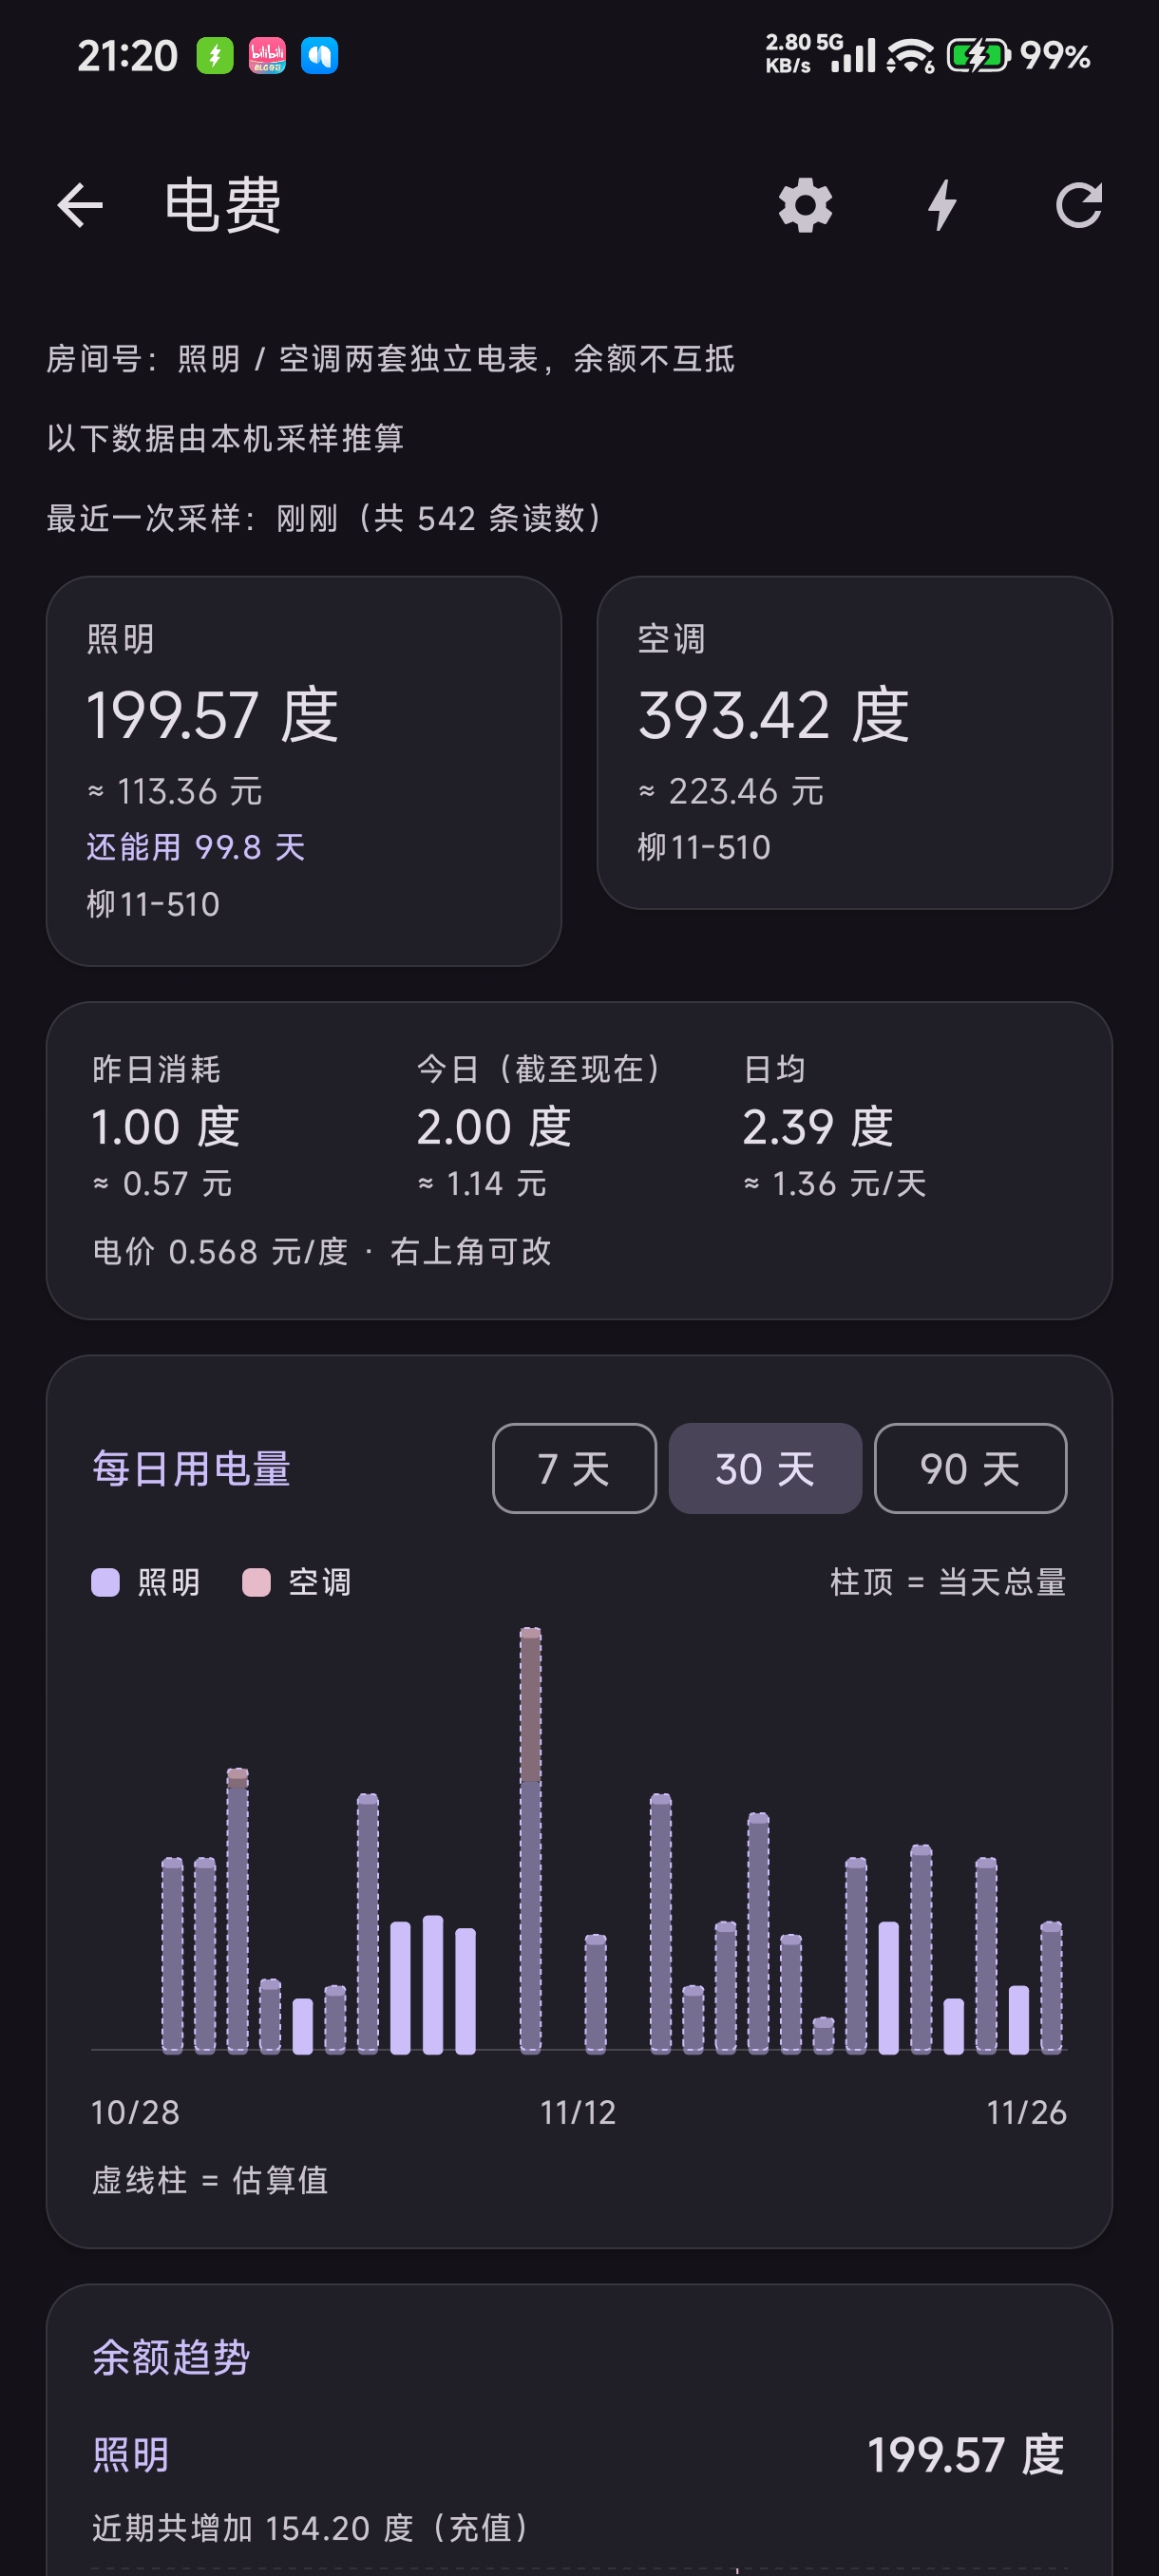 21:20
bilibili
2.80 5G
KB/s
6
99%
电费
房间号：照明 / 空调两套独立电表，余额不互抵
以下数据由本机采样推算
最近一次采样：刚刚（共 542 条读数）
照明
199.57 度
≈ 113.36 元
还能用 99.8 天
柳11-510
空调
393.42 度
≈ 223.46 元
柳11-510
昨日消耗
1.00 度
≈ 0.57 元
今日（截至现在）
2.00 度
≈ 1.14 元
日均
2.39 度
≈ 1.36 元/天
电价 0.568 元/度 · 右上角可改
每日用电量
7 天
30 天
90 天
照明
空调
柱顶 = 当天总量
10/28
11/12
11/26
虚线柱 = 估算值
余额趋势
照明
199.57 度
近期共增加 154.20 度（充值）